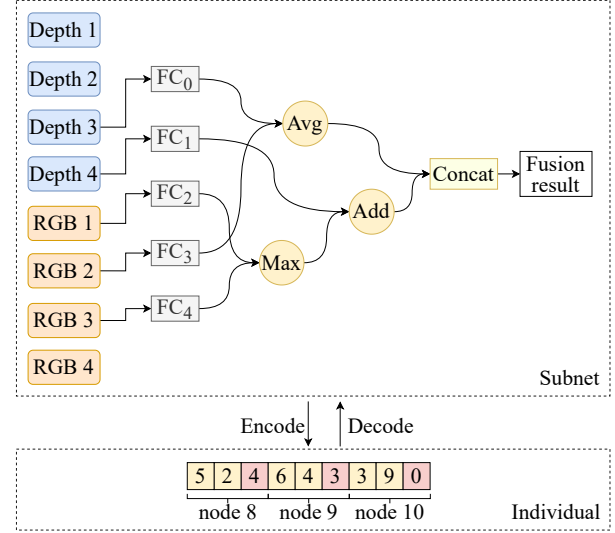 Depth 1
Depth 2
Depth 3
Depth 4
RGB 1
RGB 2
RGB 3
RGB 4
FC0
FC1
FC2
FC3
FC4
Avg
Add
Max
Concat
Fusion
result
Subnet
Encode
Decode
5 2 4 6 4 3 3 9 0
node 8 node 9 node 10
Individual